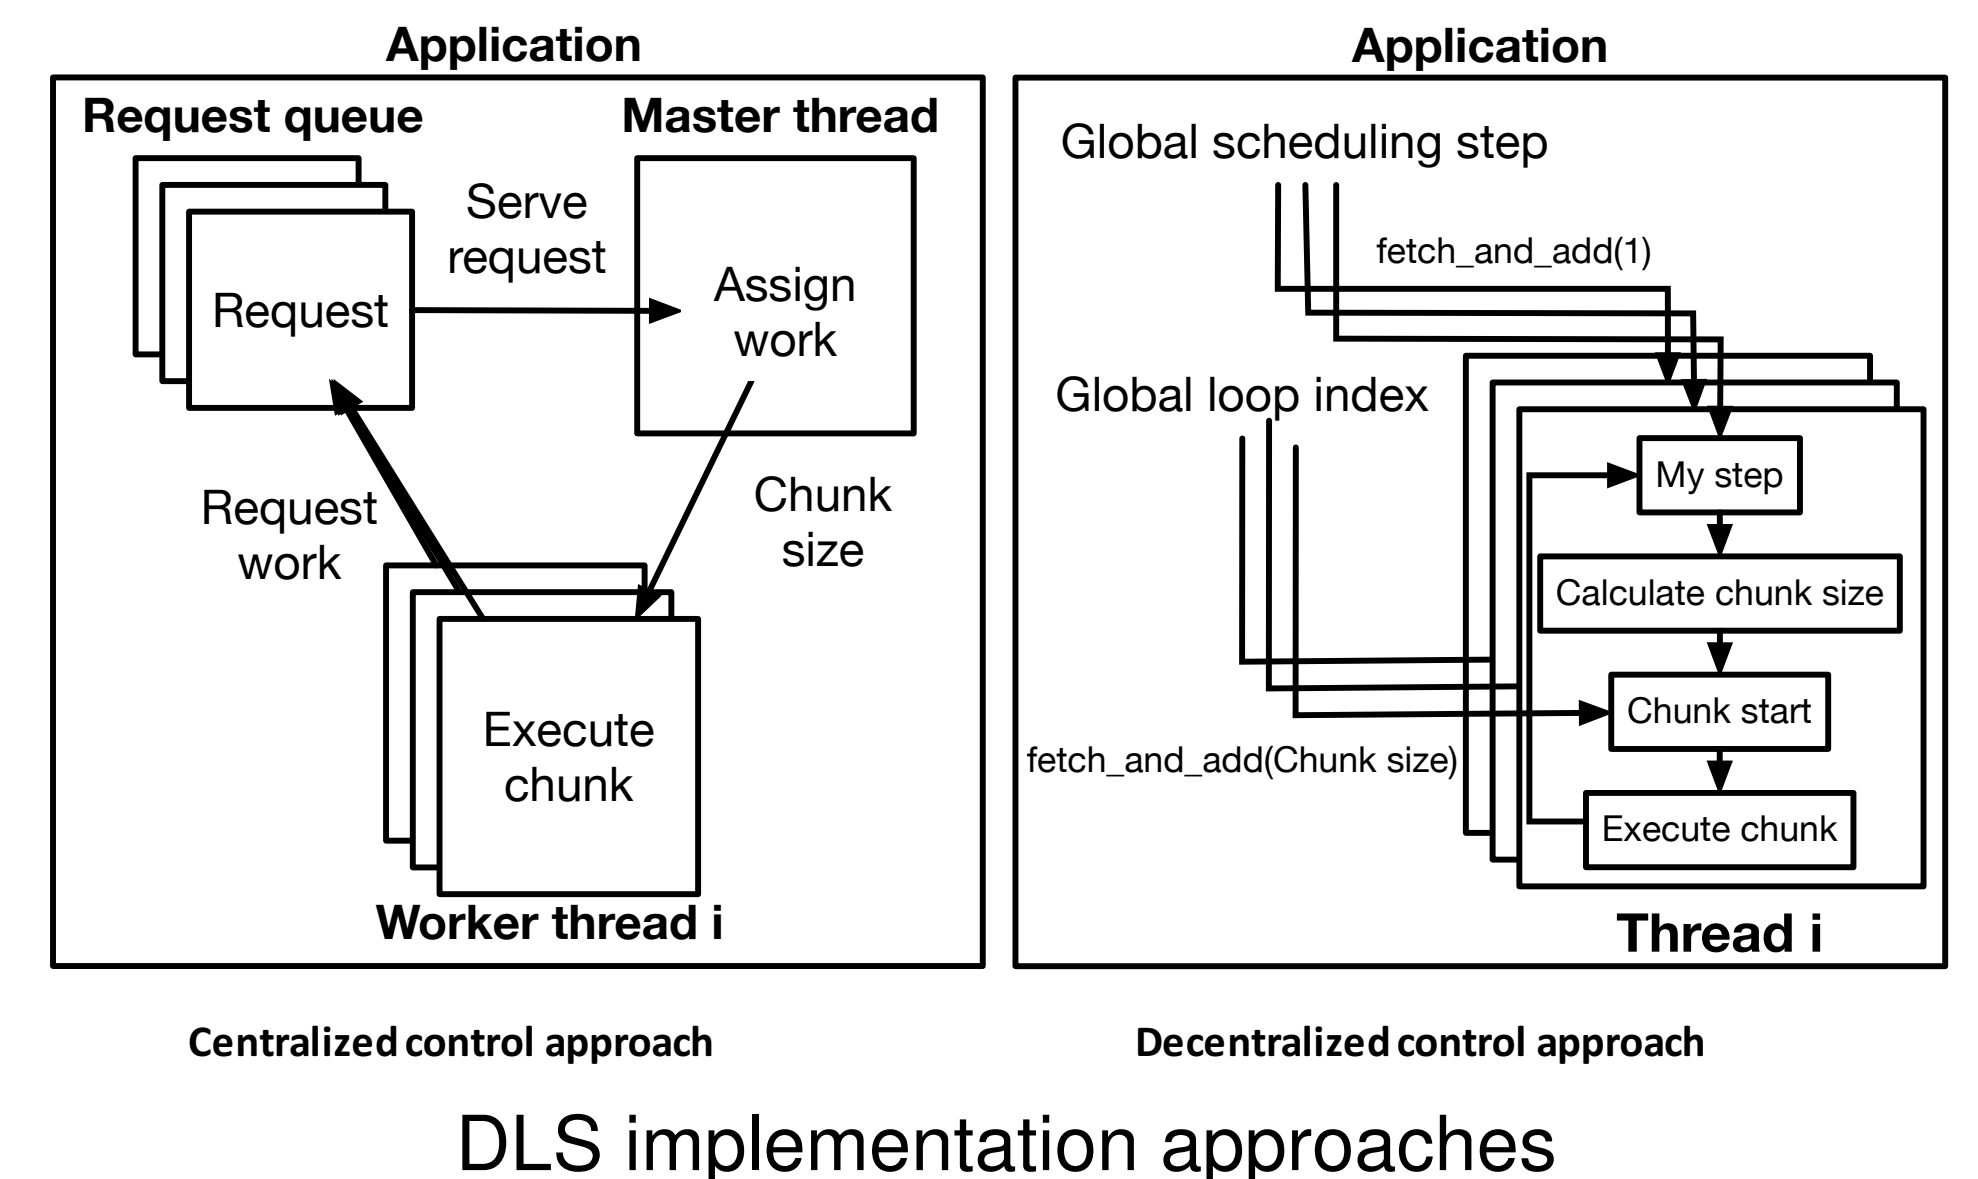 Application
Request queue
Master thread
Serve
request
Request
Assign
work
Request
work
Chunk
size
Execute
chunk
Worker thread i
Application
Global scheduling step
fetch_and_add(1)
Global loop index
My step
Calculate chunk size
Chunk start
fetch_and_add(Chunk size)
Execute chunk
Thread i
Centralized control approach
Decentralized control approach
DLS implementation approaches